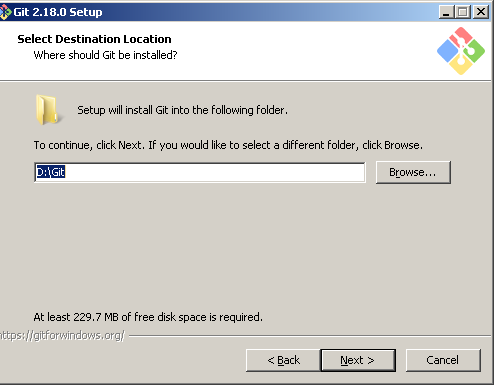 Git 2.18.0 Setup
Select Destination Location
Where should Git be installed?
Setup will install Git into the following folder.
To continue, click Next. If you would like to select a different folder, click Browse.
D:\Git
Browse...
At least 229.7 MB of free disk space is required.
https://gitforwindows.org/
< Back
Next >
Cancel